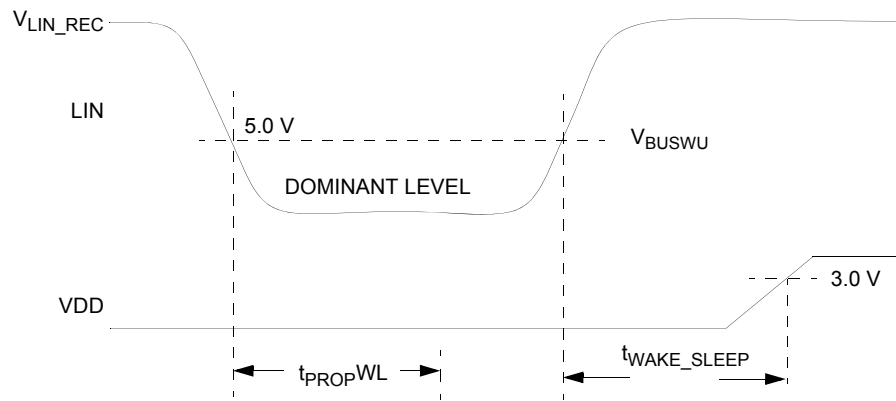 VLIN_REC
LIN
5.0 V
VBUSWU
DOMINANT LEVEL
VDD
3.0 V
tPROPWL
tWAKE_SLEEP